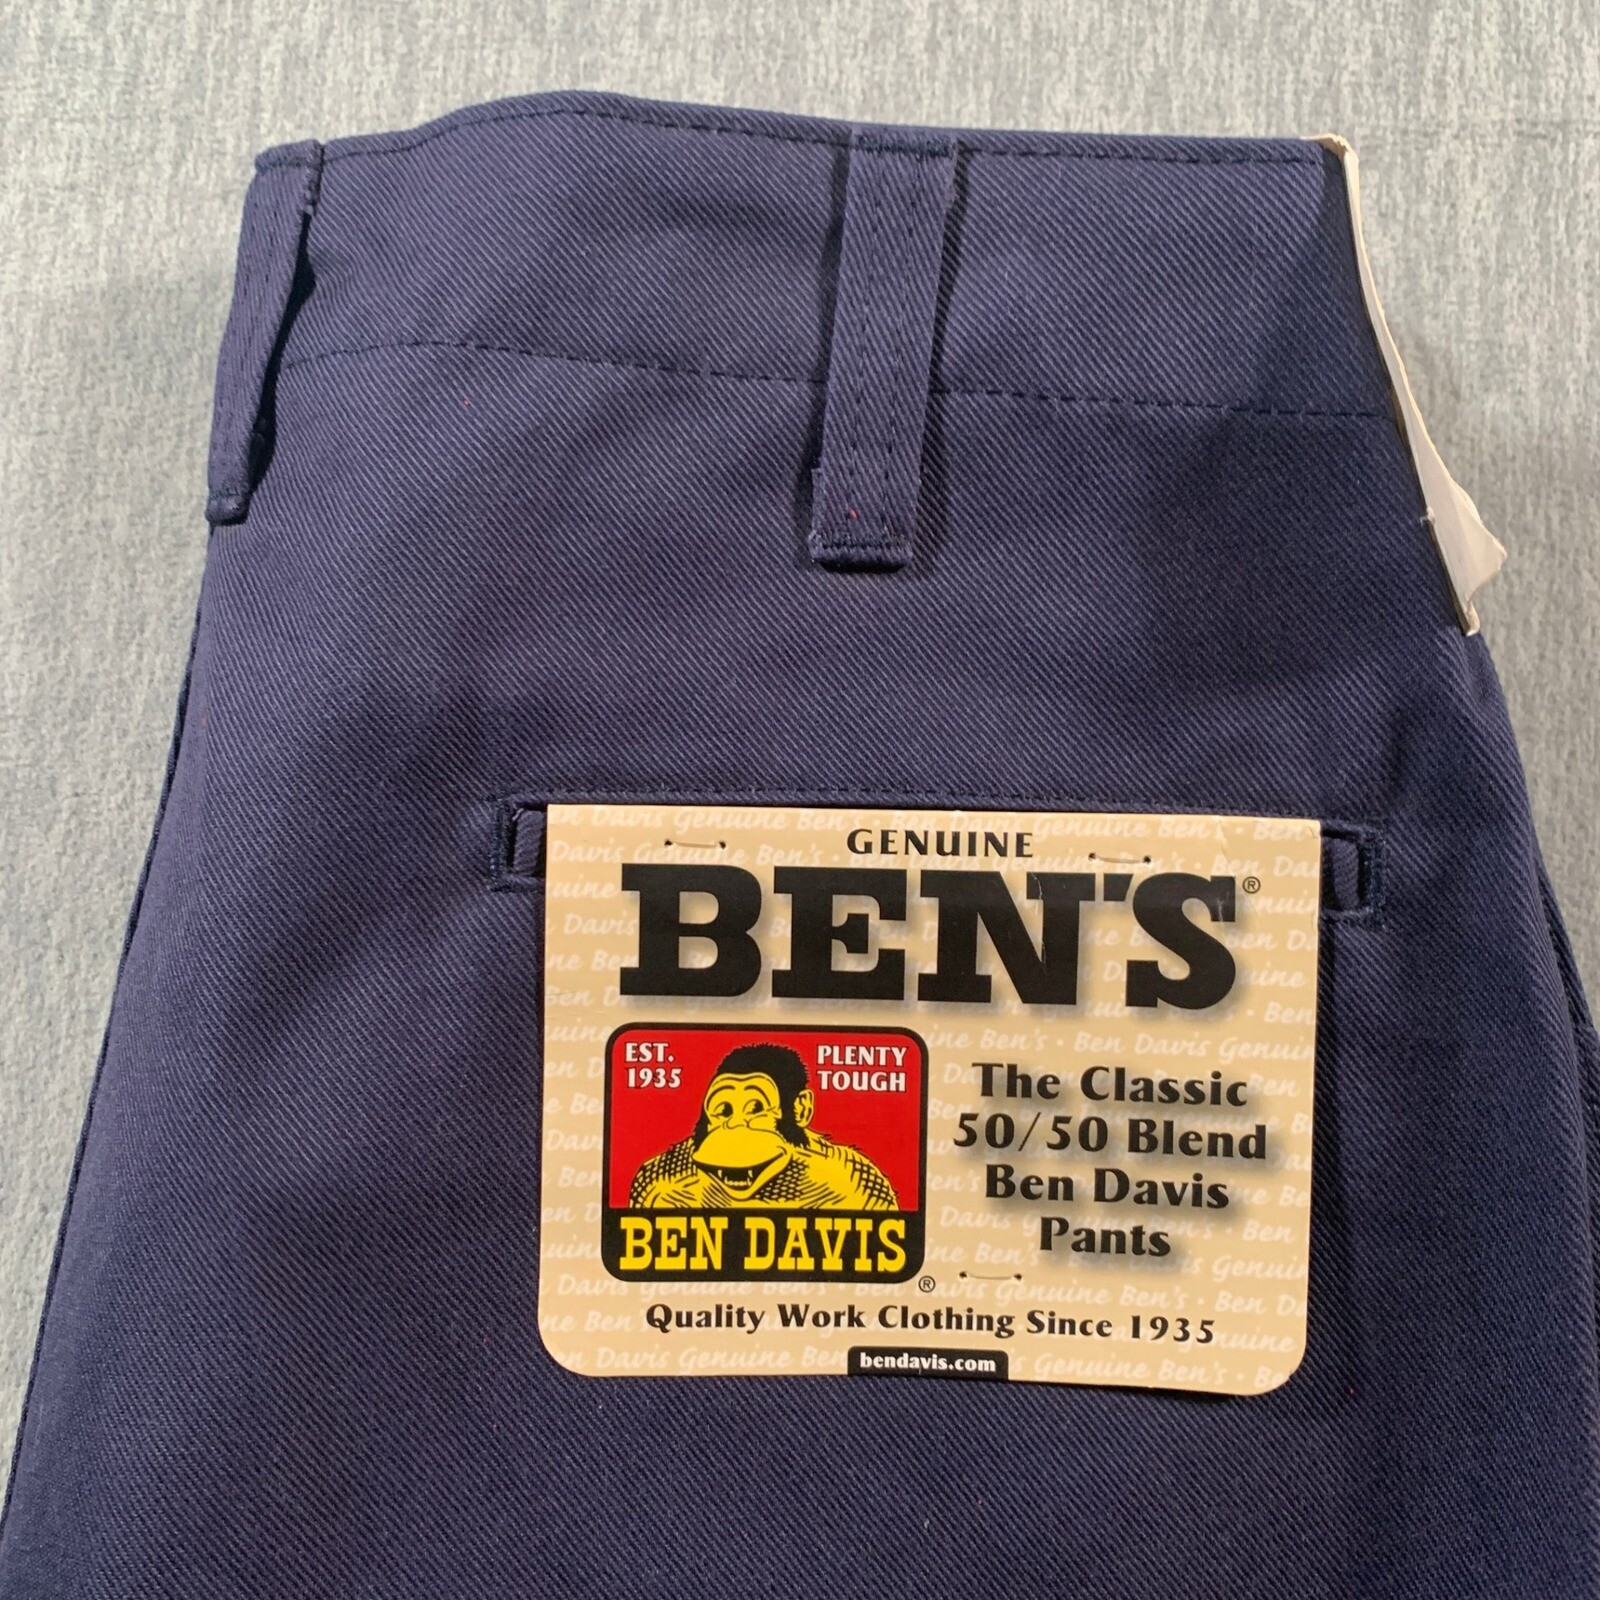 GENUINE
BEN'S®
EST.
1935
PLENTY
TOUGH
BEN DAVIS
®
The Classic
50/50 Blend
Ben Davis
Pants
Quality Work Clothing Since 1935
bendavis.com